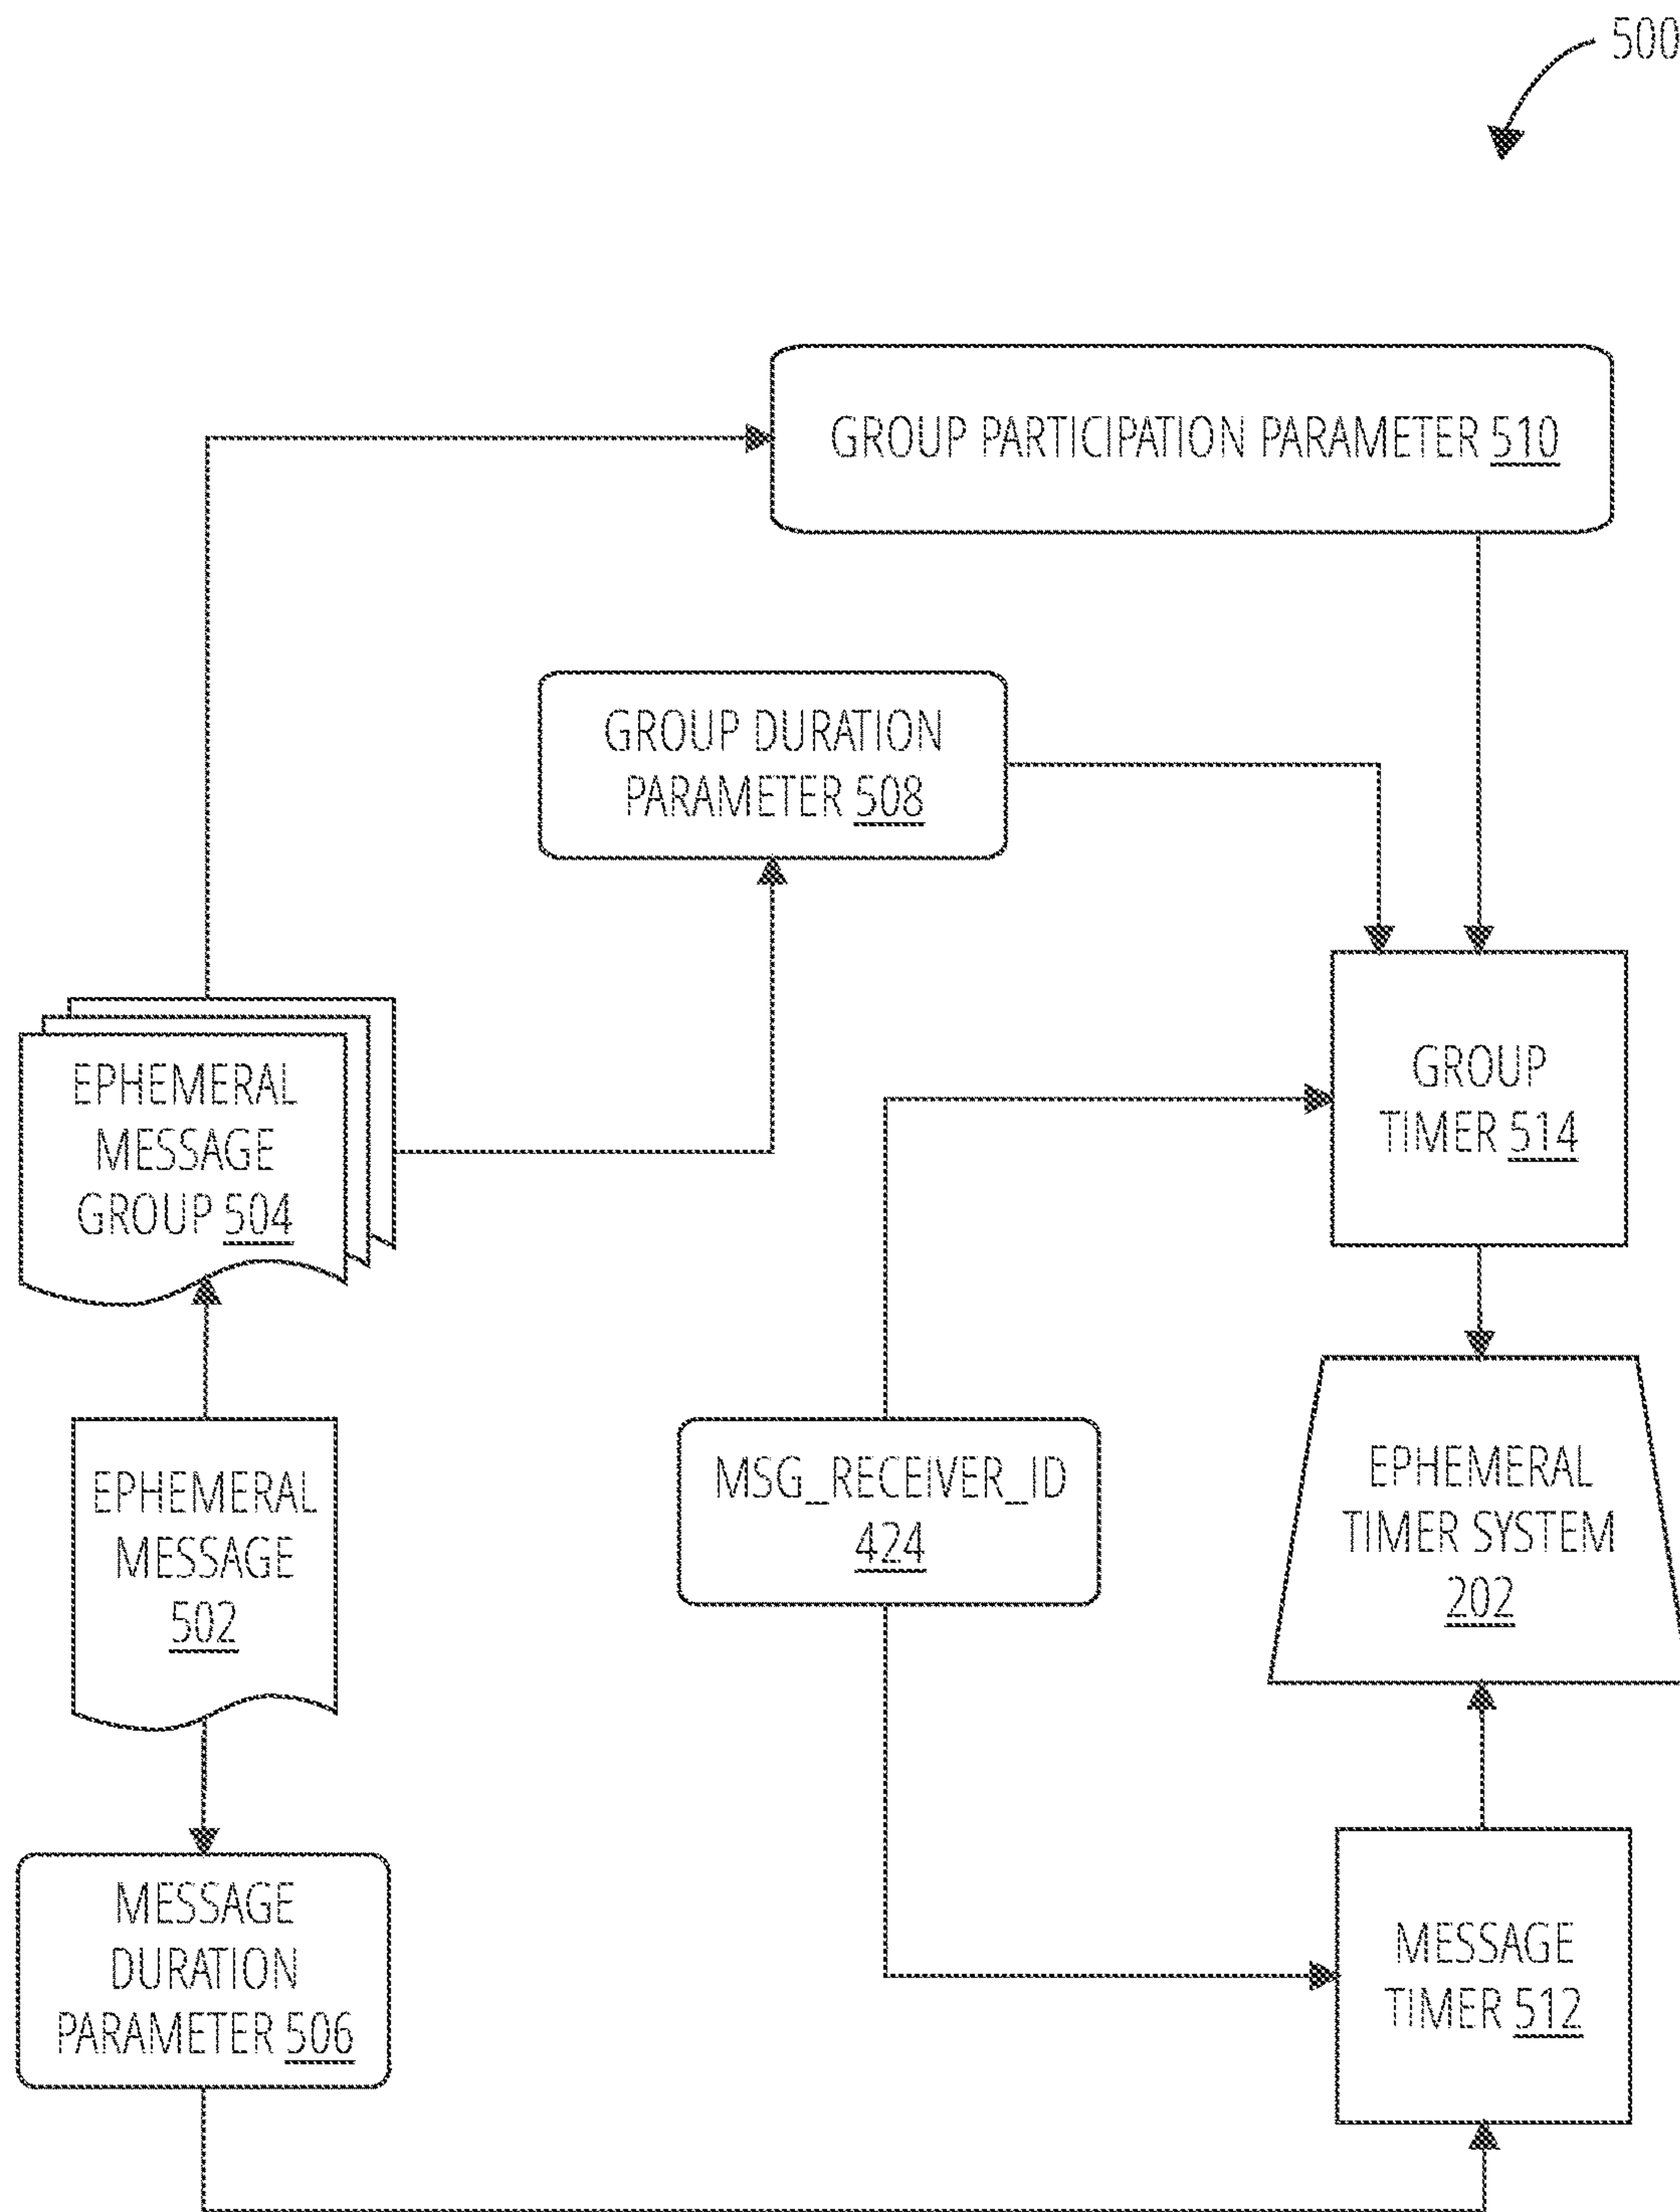 500
GROUP PARTICIPATION PARAMETER 510
GROUP DURATION
PARAMETER 508
EPHEMERAL
MESSAGE
GROUP 504
GROUP
TIMER 514
MSG_RECEIVER_ID
424
EPHEMERAL
TIMER SYSTEM
202
EPHEMERAL
MESSAGE
502
MESSAGE
DURATION
PARAMETER 506
MESSAGE
TIMER 512